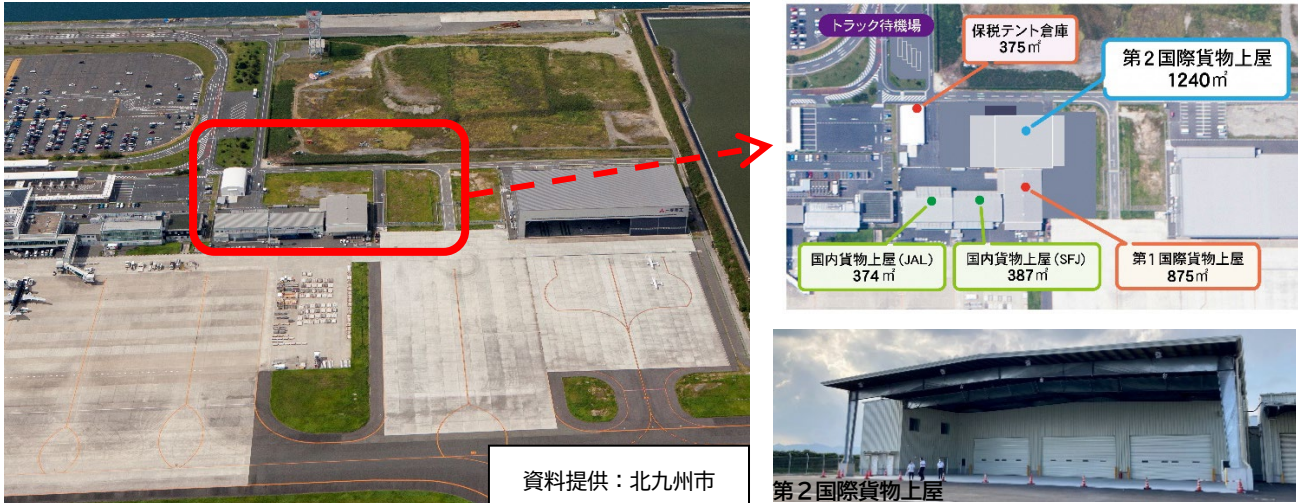 資料提供：北九州市
トラック待機場
保税テント倉庫
375㎡
第2国際貨物上屋
1240㎡
国内貨物上屋(JAL)
374㎡
国内貨物上屋(SFJ)
387㎡
第1国際貨物上屋
875㎡
第2国際貨物上屋